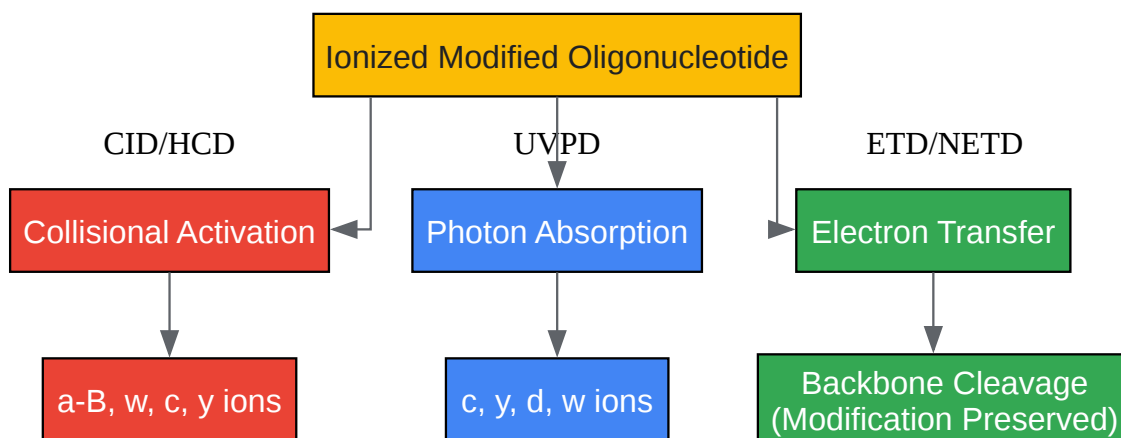 Ionized Modified Oligonucleotide
CID/HCD
UVPD
ETD/NETD
Collisional Activation
Photon Absorption
Electron Transfer
a-B, w, c, y ions
c, y, d, w ions
Backbone Cleavage
(Modification Preserved)